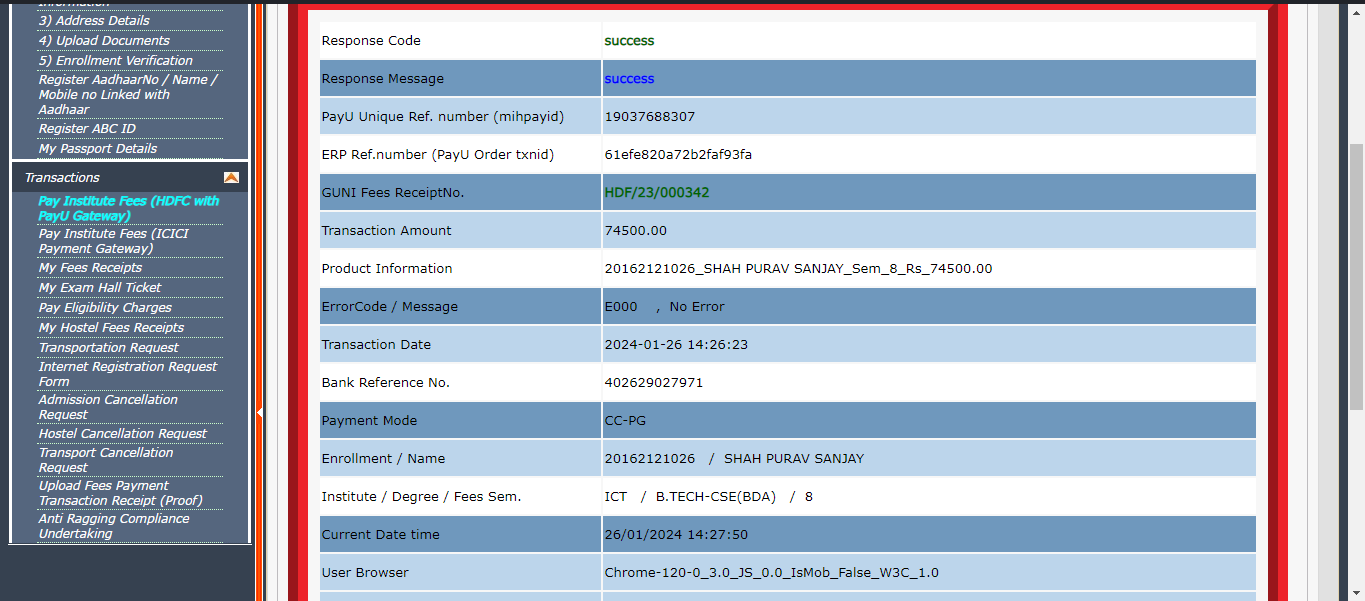 3) Address Details
4) Upload Documents
5) Enrollment Verification
Register AadhaarNo / Name /
Mobile no Linked with
Aadhaar
Register ABC ID
My Passport Details
Transactions
Pay Institute Fees (HDFC with
PayU Gateway)
Pay Institute Fees (ICICI
Payment Gateway)
My Fees Receipts
My Exam Hall Ticket
Pay Eligibility Charges
My Hostel Fees Receipts
Transportation Request
Internet Registration Request
Form
Admission Cancellation
Request
Hostel Cancellation Request
Transport Cancellation
Request
Upload Fees Payment
Transaction Receipt (Proof)
Anti Ragging Compliance
Undertaking
Response Code success
Response Message success
PayU Unique Ref. number (mihpayid) 19037688307
ERP Ref.number (PayU Order txnid) 61efe820a72b2faf93fa
GUNI Fees ReceiptNo. HDF/23/000342
Transaction Amount 74500.00
Product Information 20162121026_SHAH PURAV SANJAY_Sem_8_Rs_74500.00
ErrorCode / Message E000 , No Error
Transaction Date 2024-01-26 14:26:23
Bank Reference No. 402629027971
Payment Mode CC-PG
Enrollment / Name 20162121026 / SHAH PURAV SANJAY
Institute / Degree / Fees Sem. ICT / B.TECH-CSE(BDA) / 8
Current Date time 26/01/2024 14:27:50
User Browser Chrome-120-0_3.0_JS_0.0_IsMob_False_W3C_1.0